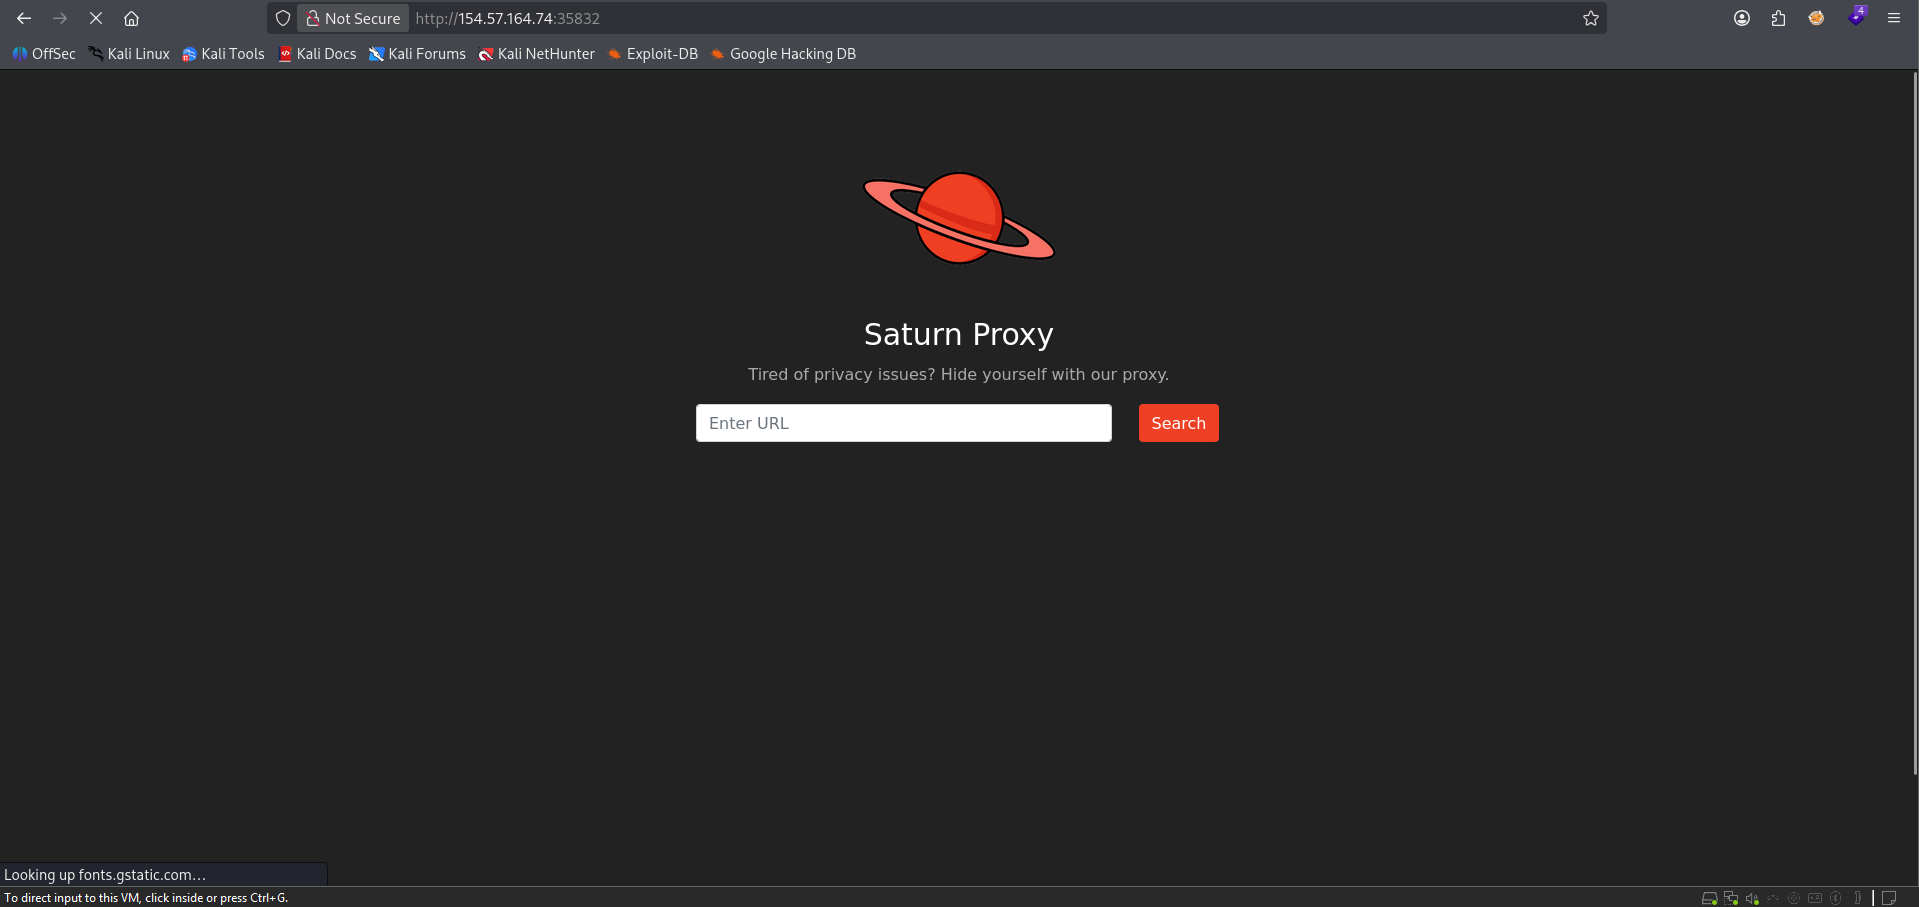 Not Secure http://154.57.164.74:35832 4
OffSec Kali Linux Kali Tools Kali Docs Kali Forums Kali NetHunter Exploit-DB Google Hacking DB
Saturn Proxy
Tired of privacy issues? Hide yourself with our proxy.
Enter URL Search
Looking up fonts.gstatic.com…
To direct input to this VM, click inside or press Ctrl+G.